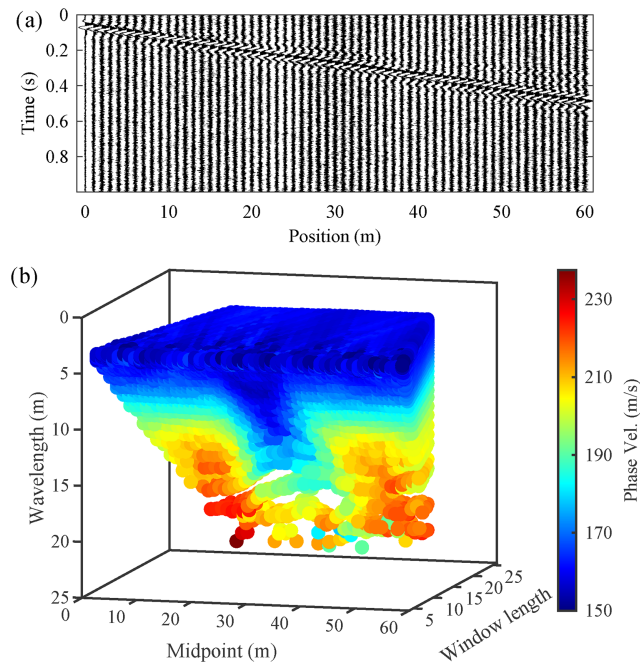 (a)
0
0.2
0.4
0.6
0.8
Time (s)
0 10 20 30 40 50 60
Position (m)
(b)
0
5
10
15
20
25
Wavelength (m)
0 10 20 30 40 50 60
Midpoint (m)
5 10 15 20 25
Window length
230
210
190
170
150
Phase Vel. (m/s)